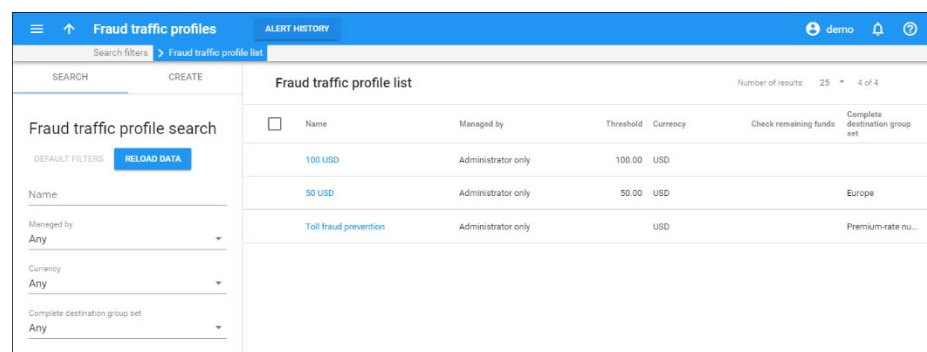 Fraud traffic profiles
ALERT HISTORY
demo
Search filters
Fraud traffic profile list
SEARCH
CREATE
Fraud traffic profile search
DEFAULT FILTERS
RELOAD DATA
Name
Managed by
Any
Currency
Any
Complete destination group set
Any
Fraud traffic profile list
Number of results: 25 4 of 4
Name Managed by Threshold Currency Check remaining funds Complete
destination group
set
100 USD Administrator only 100.00 USD
50 USD Administrator only 50.00 USD Europe
Toll fraud prevention Administrator only USD Premium-rate nu...